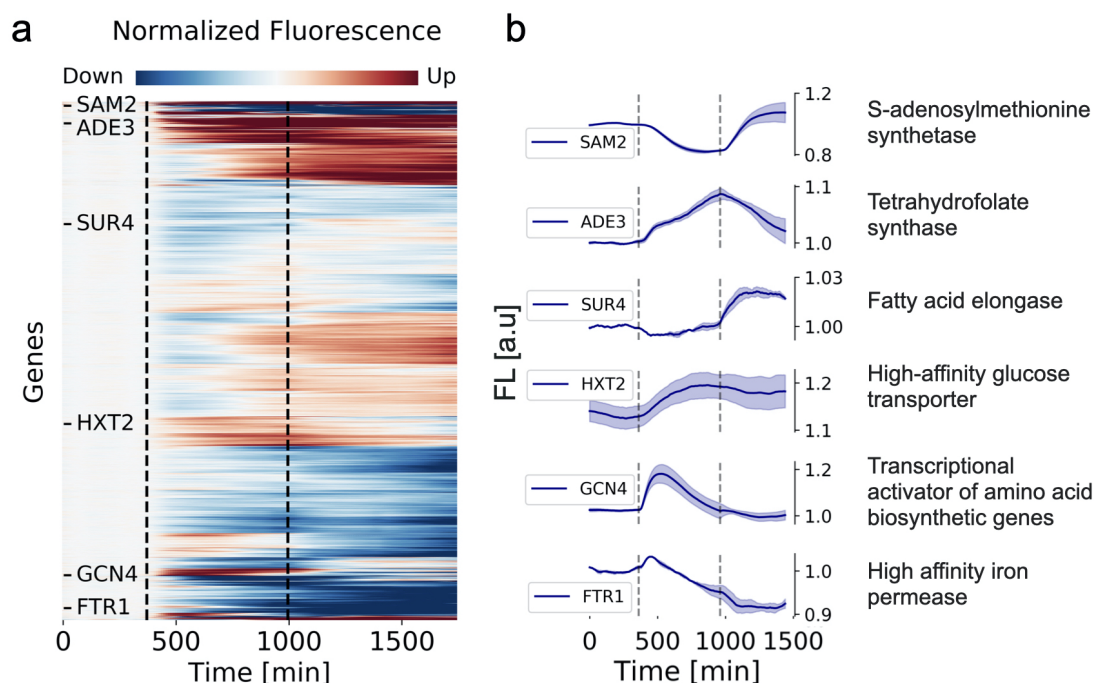 a
Normalized Fluorescence
Down
Up
Genes
SAM2
ADE3
SUR4
HXT2
GCN4
FTR1
0
500
1000
1500
Time [min]
b
FL [a.u]
SAM2
1.2
0.8
S-adenosylmethionine
synthetase
ADE3
1.1
1.0
Tetrahydrofolate
synthase
SUR4
1.03
1.00
Fatty acid elongase
HXT2
1.2
1.1
High-affinity glucose
transporter
GCN4
1.2
1.0
Transcriptional
activator of amino acid
biosynthetic genes
FTR1
1.0
0.9
High affinity iron
permease
0
500
1000
1500
Time [min]